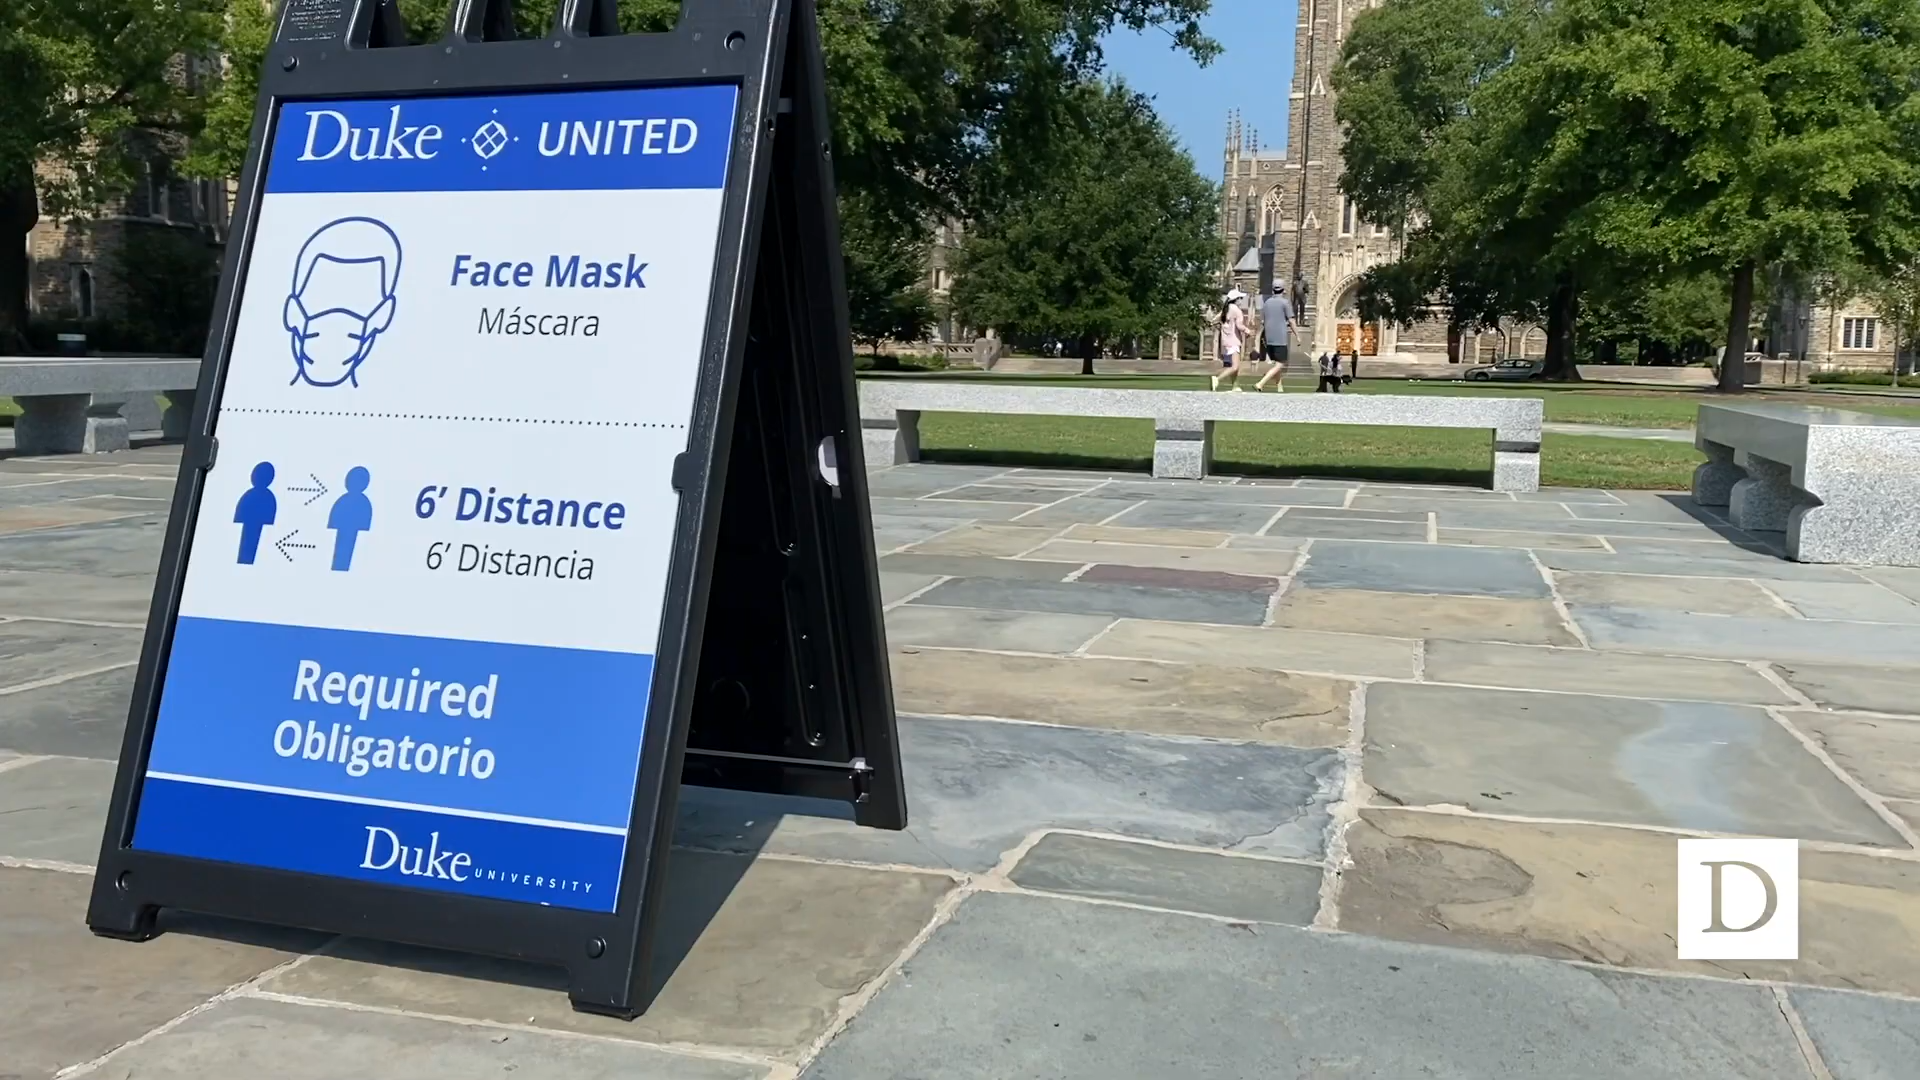 Duke UNITED
Face Mask
Máscara
6′ Distance
6′ Distancia
Required
Obligatorio
Duke UNIVERSITY
D